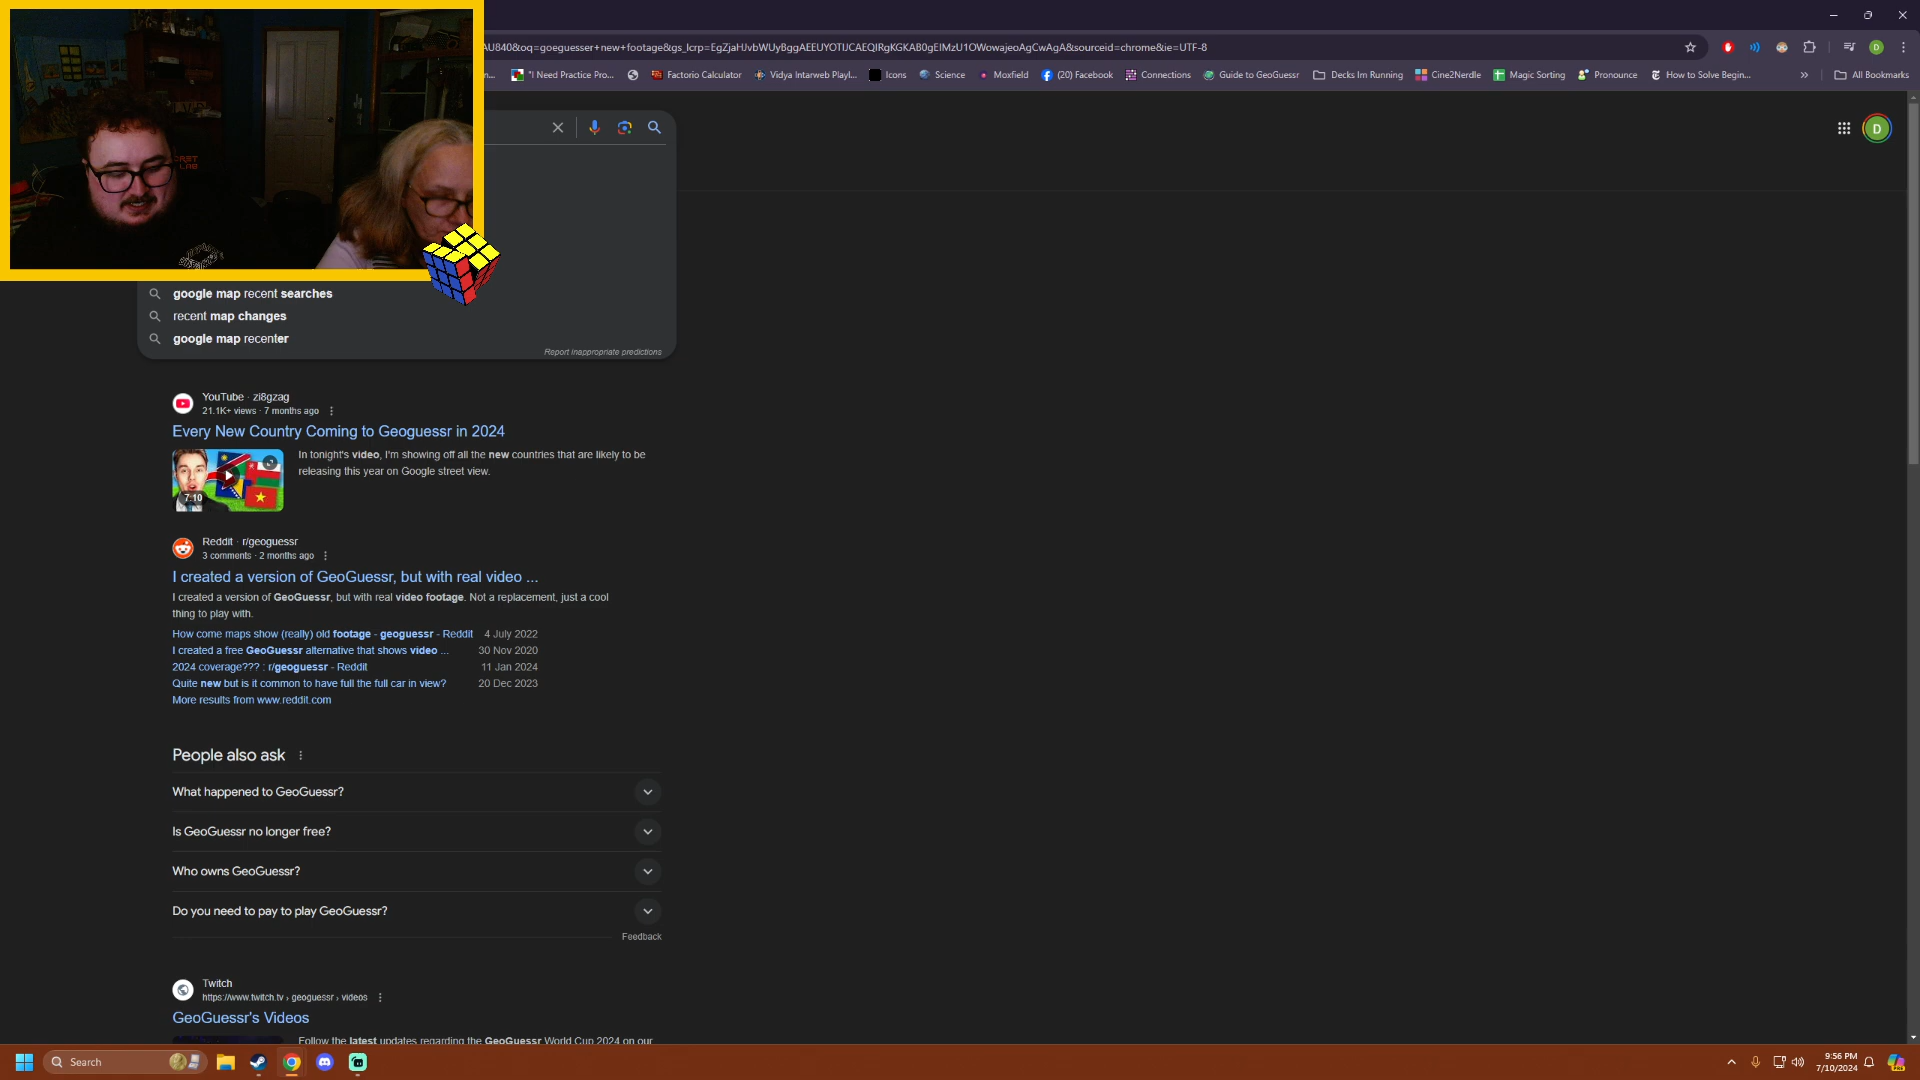 AU840&oq=goeguesser+new+footage&gs_lcrp=EgZjaHJvbWUyBggAEEUYOTIJCAEQIRgKGKAB0gEIMzU1OWowajeoAgCwAgA&sourceid=chrome&ie=UTF-8
"I Need Practice Pro... Factorio Calculator Vidya Intarweb Playl... Icons Science Moxfield (20) Facebook Connections Guide to GeoGuessr Decks Im Running Cine2Nerdle Magic Sorting Pronounce How to Solve Begin... » All Bookmarks
D
google map recent searches
recent map changes
google map recenter
Report inappropriate predictions
YouTube · zi8gzag
21.1K+ views · 7 months ago
Every New Country Coming to Geoguessr in 2024
In tonight's video, I'm showing off all the new countries that are likely to be
releasing this year on Google street view.
7:10
Reddit · r/geoguessr
3 comments · 2 months ago
I created a version of GeoGuessr, but with real video ...
I created a version of GeoGuessr, but with real video footage. Not a replacement, just a cool
thing to play with.
How come maps show (really) old footage - geoguessr - Reddit 4 July 2022
I created a free GeoGuessr alternative that shows video ... 30 Nov 2020
2024 coverage??? : r/geoguessr - Reddit 11 Jan 2024
Quite new but is it common to have full the full car in view? 20 Dec 2023
More results from www.reddit.com
People also ask
What happened to GeoGuessr?
Is GeoGuessr no longer free?
Who owns GeoGuessr?
Do you need to pay to play GeoGuessr?
Feedback
Twitch
https://www.twitch.tv › geoguessr › videos
GeoGuessr's Videos
Follow the latest updates regarding the GeoGuessr World Cup 2024 on our
Search
9:56 PM
7/10/2024